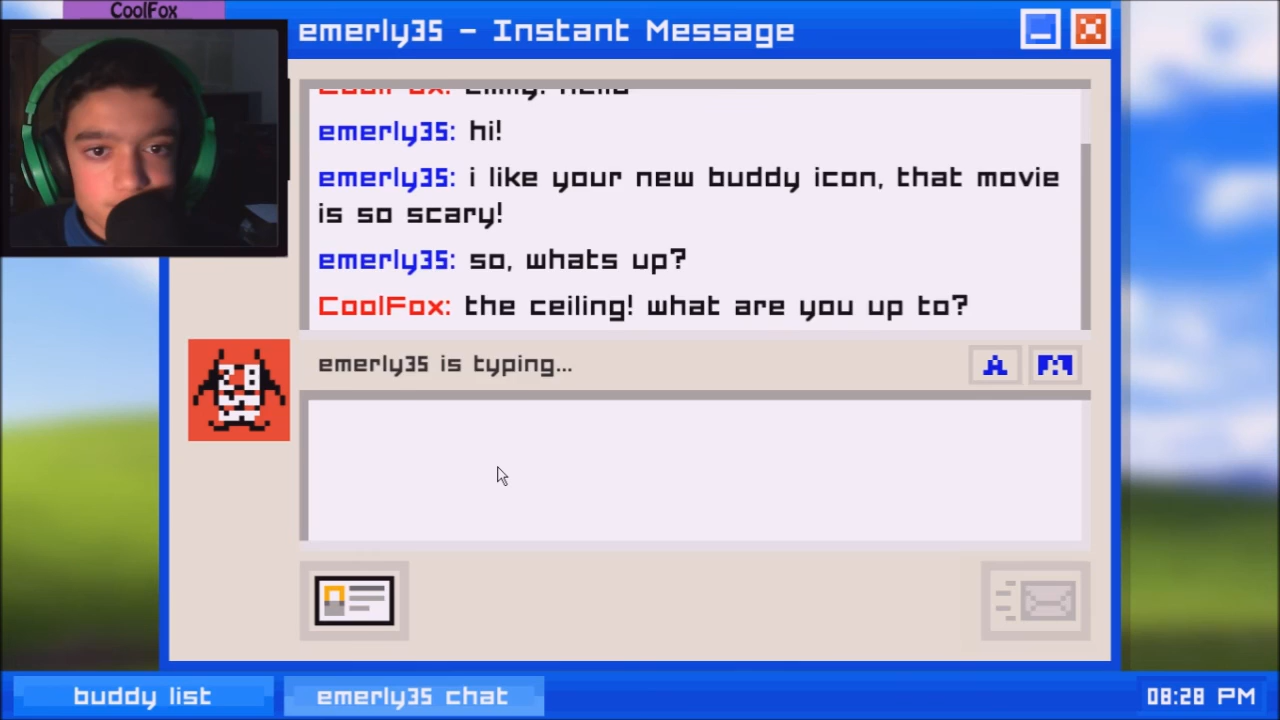 CoolFox
emerly35 - Instant Message
emerly35: hi!
emerly35: i like your new buddy icon, that movie
is so scary!
emerly35: so, whats up?
CoolFox: the ceiling! what are you up to?
emerly35 is typing...
A
buddy list
emerly35 chat
08:28 PM